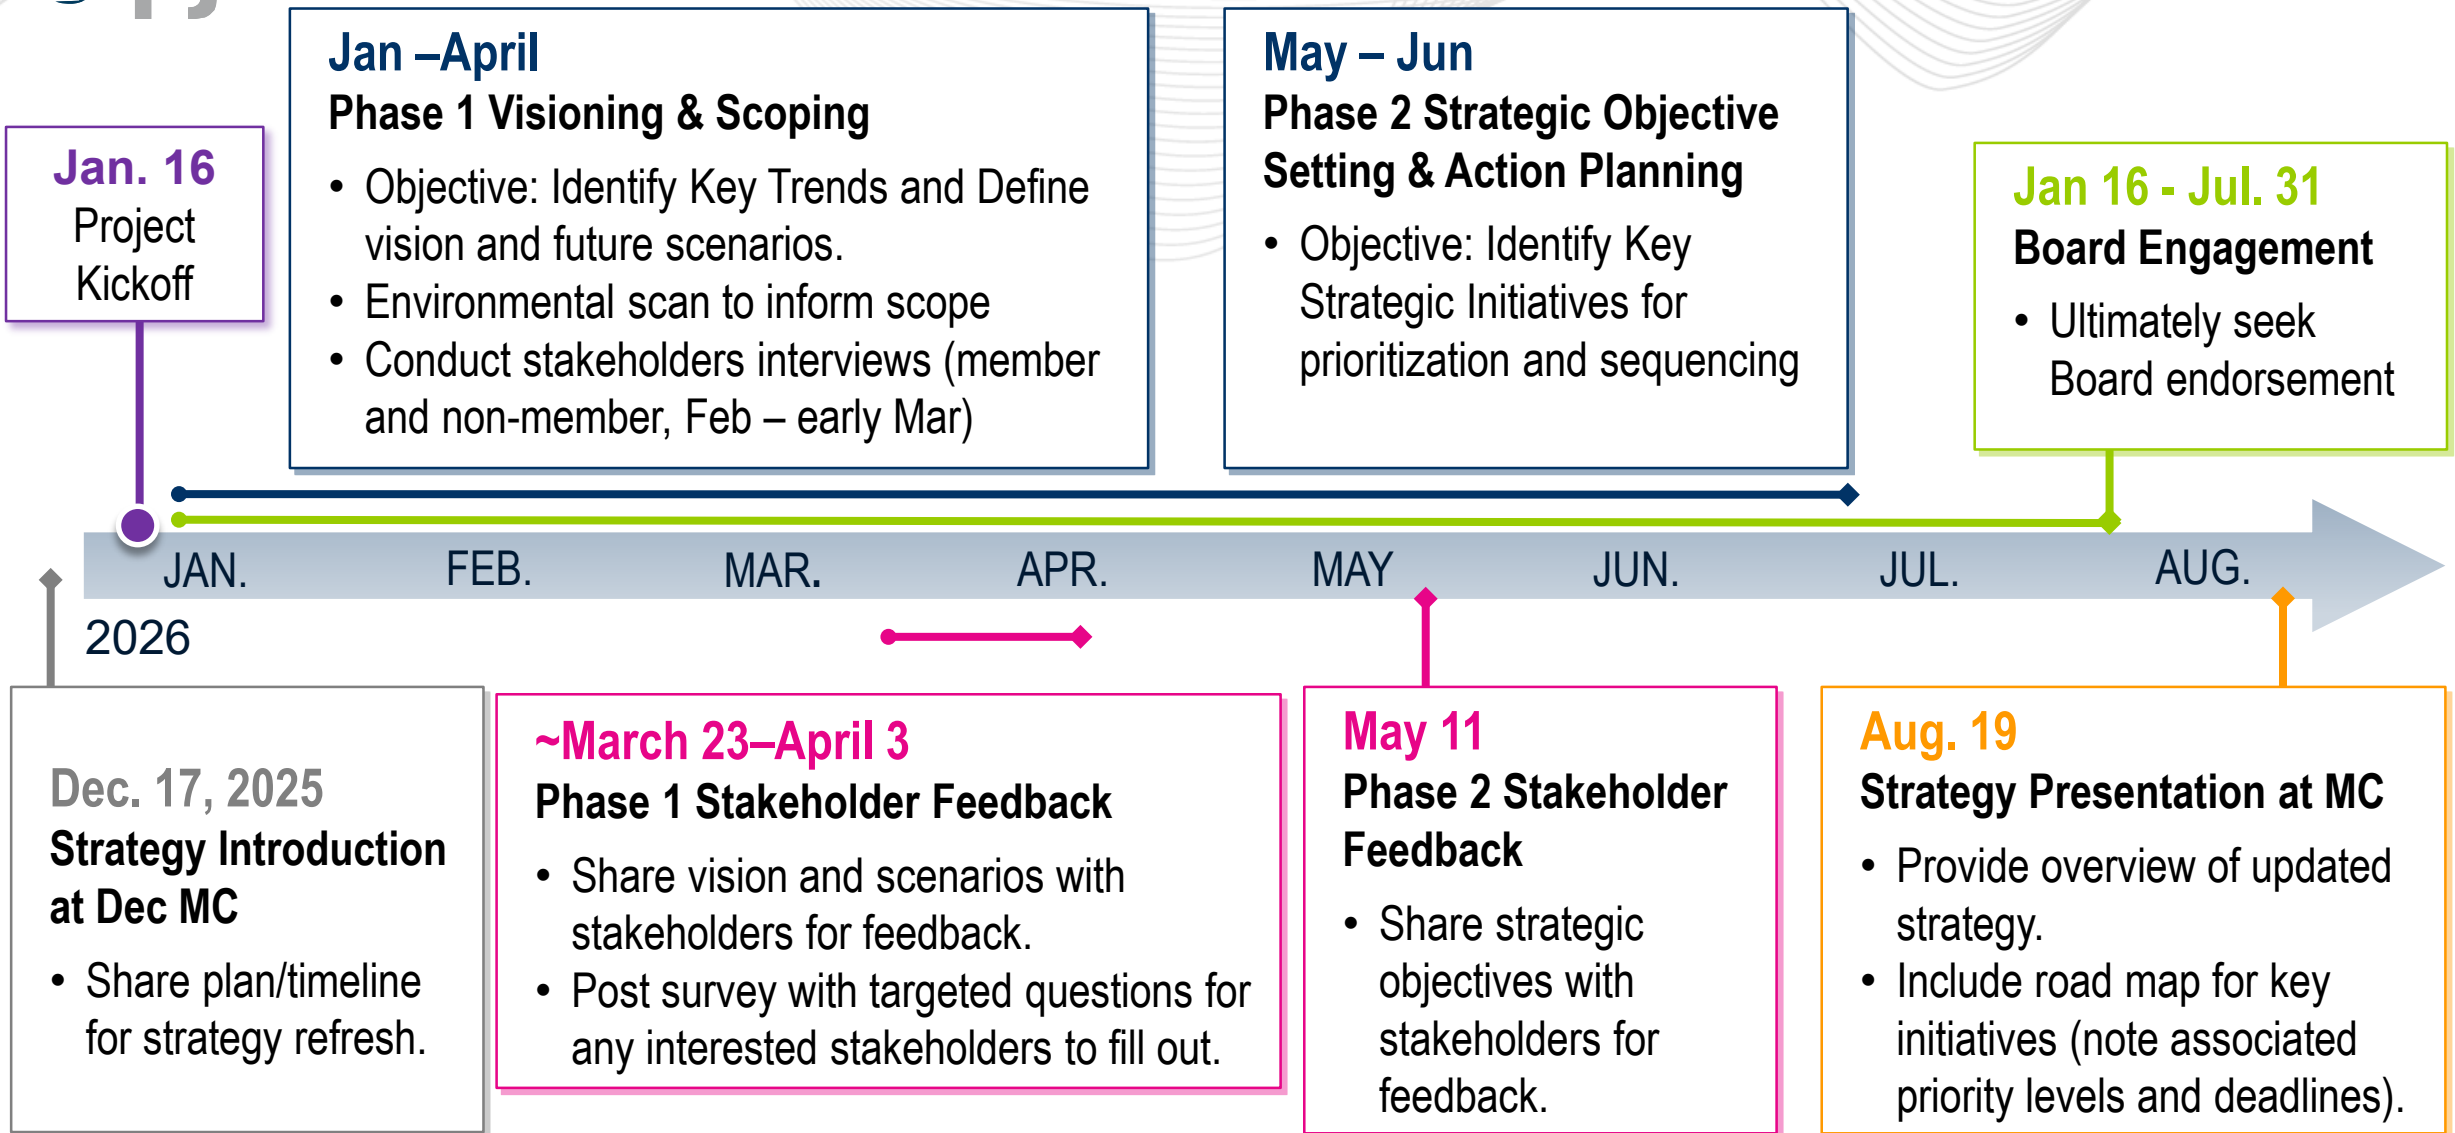 Jan. 16
Project
Kickoff
Jan –April
Phase 1 Visioning & Scoping
• Objective: Identify Key Trends and Define
vision and future scenarios.
• Environmental scan to inform scope
• Conduct stakeholders interviews (member
and non-member, Feb – early Mar)
May – Jun
Phase 2 Strategic Objective
Setting & Action Planning
• Objective: Identify Key
Strategic Initiatives for
prioritization and sequencing
Jan 16 - Jul. 31
Board Engagement
• Ultimately seek
Board endorsement
JAN. FEB. MAR. APR. MAY JUN. JUL. AUG.
2026
Dec. 17, 2025
Strategy Introduction
at Dec MC
• Share plan/timeline
for strategy refresh.
~March 23–April 3
Phase 1 Stakeholder Feedback
• Share vision and scenarios with
stakeholders for feedback.
• Post survey with targeted questions for
any interested stakeholders to fill out.
May 11
Phase 2 Stakeholder
Feedback
• Share strategic
objectives with
stakeholders for
feedback.
Aug. 19
Strategy Presentation at MC
• Provide overview of updated
strategy.
• Include road map for key
initiatives (note associated
priority levels and deadlines).